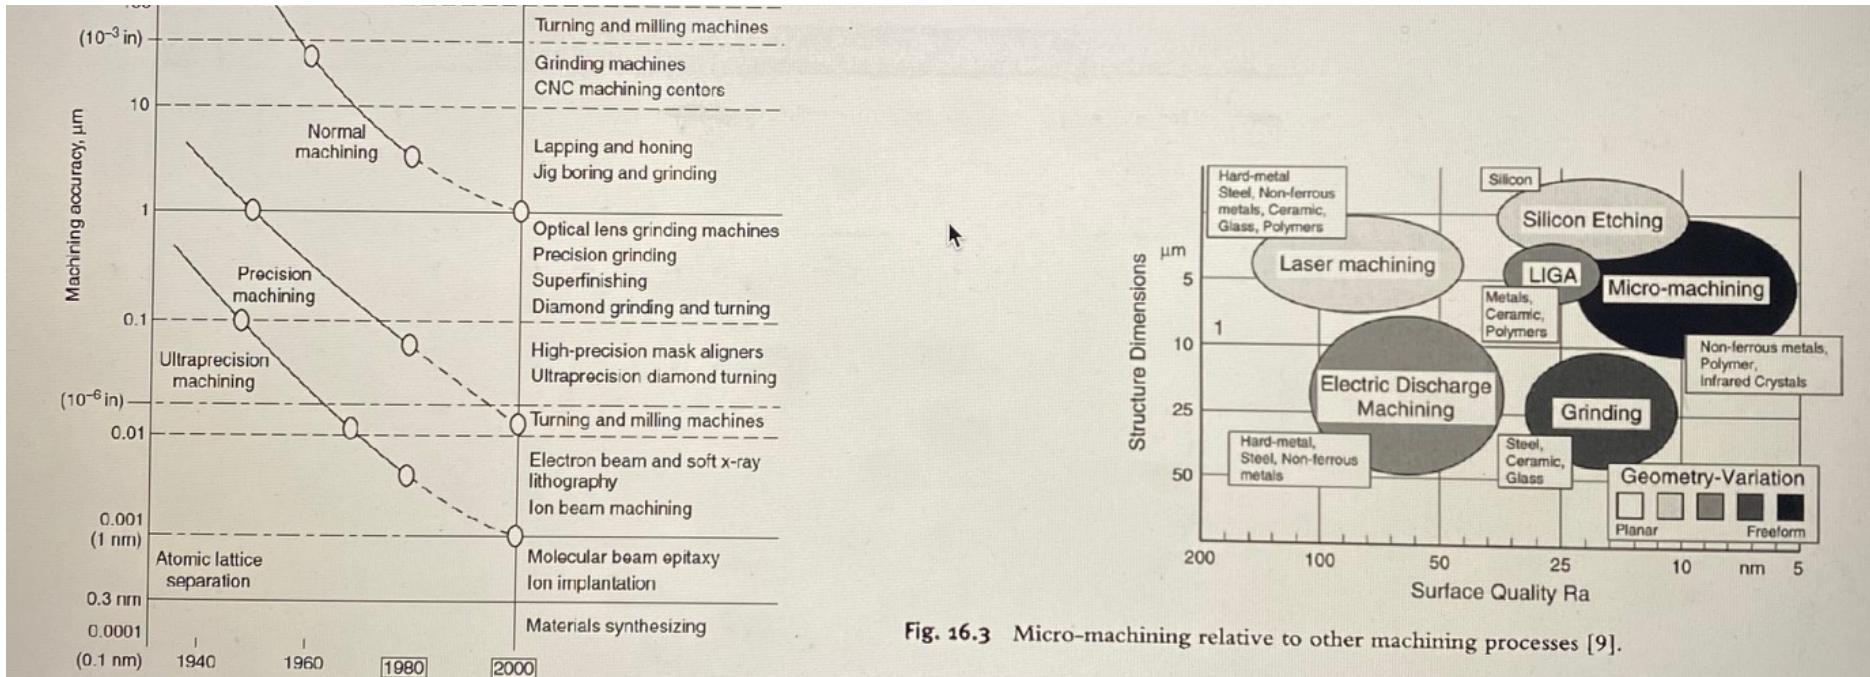 (10⁻³ in)
10
1
0.1
(10⁻⁶ in)
0.01
0.001
(1 nm)
0.3 nm
0.0001
(0.1 nm)
Machining accuracy, μm
Normal
machining
Precision
machining
Ultraprecision
machining
Atomic lattice
separation
1940
1960
1980
2000
Turning and milling machines
Grinding machines
CNC machining centers
Lapping and honing
Jig boring and grinding
Optical lens grinding machines
Precision grinding
Superfinishing
Diamond grinding and turning
High-precision mask aligners
Ultraprecision diamond turning
Turning and milling machines
Electron beam and soft x-ray
lithography
Ion beam machining
Molecular beam epitaxy
Ion implantation
Materials synthesizing
Structure Dimensions
μm
1
5
10
25
50
Hard-metal
Steel, Non-ferrous
metals, Ceramic,
Glass, Polymers
Laser machining
Silicon
Silicon Etching
LIGA
Metals,
Ceramic,
Polymers
Micro-machining
Non-ferrous metals,
Polymer,
Infrared Crystals
Electric Discharge
Machining
Hard-metal,
Steel, Non-ferrous
metals
Grinding
Steel,
Ceramic,
Glass
Geometry-Variation
Planar
Freeform
200
100
50
25
10
nm
5
Surface Quality Ra
Fig. 16.3 Micro-machining relative to other machining processes [9].